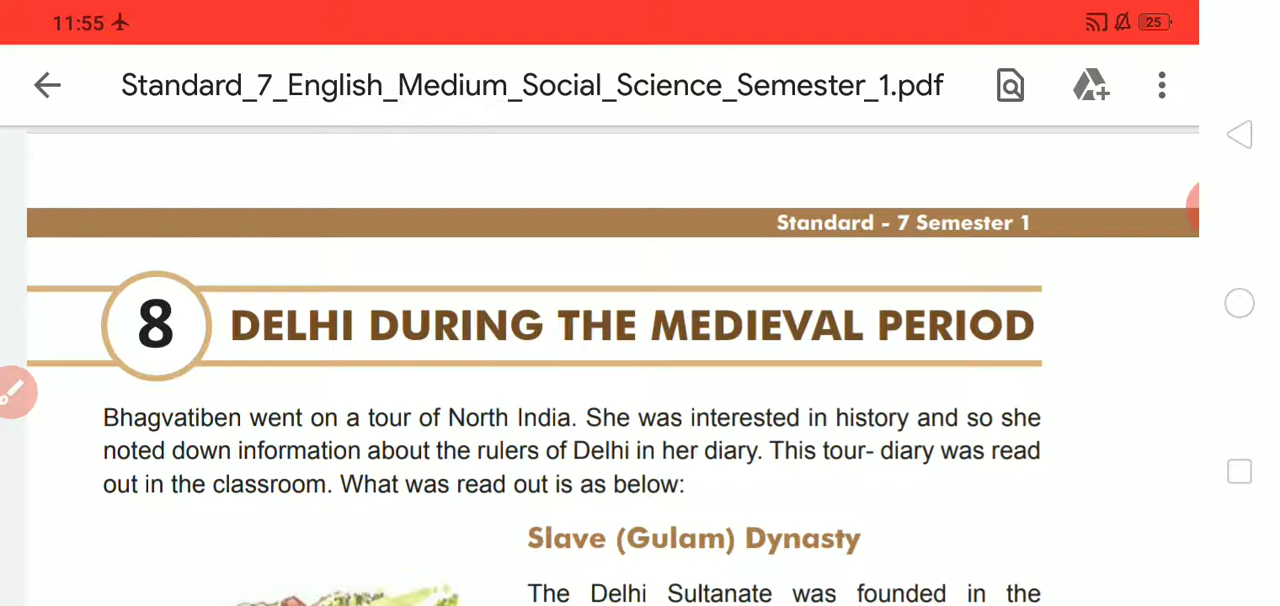 11:55
25
Standard_7_English_Medium_Social_Science_Semester_1.pdf
Standard - 7 Semester 1
8 DELHI DURING THE MEDIEVAL PERIOD
Bhagvatiben went on a tour of North India. She was interested in history and so she
noted down information about the rulers of Delhi in her diary. This tour- diary was read
out in the classroom. What was read out is as below:
Slave (Gulam) Dynasty
The Delhi Sultanate was founded in the